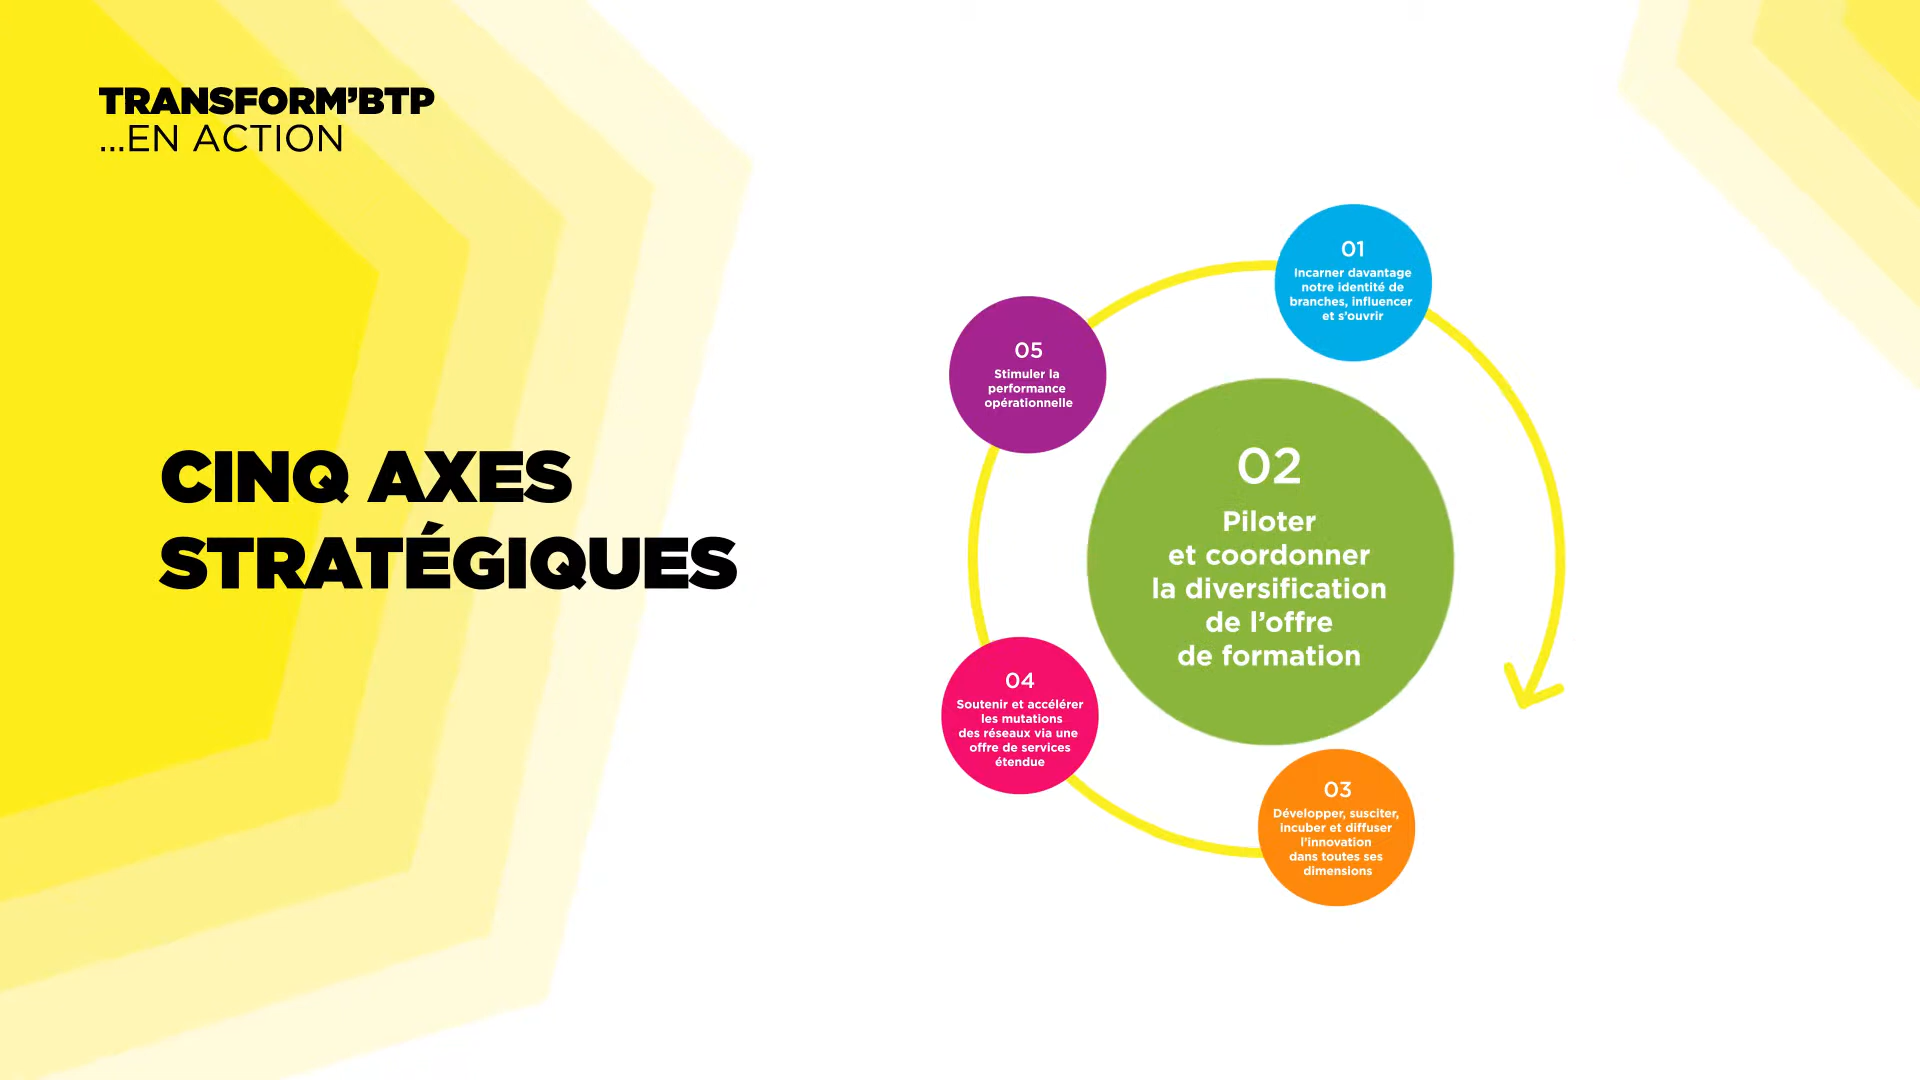 TRANSFORM’BTP
...EN ACTION
CINQ AXES
STRATÉGIQUES
01
Incarner davantage
notre identité de
branches, influencer
et s’ouvrir
02
Piloter
et coordonner
la diversification
de l’offre
de formation
03
Développer, susciter,
incuber et diffuser
l’innovation
dans toutes ses
dimensions
04
Soutenir et accélérer
les mutations
des réseaux via une
offre de services
étendue
05
Stimuler la
performance
opérationnelle